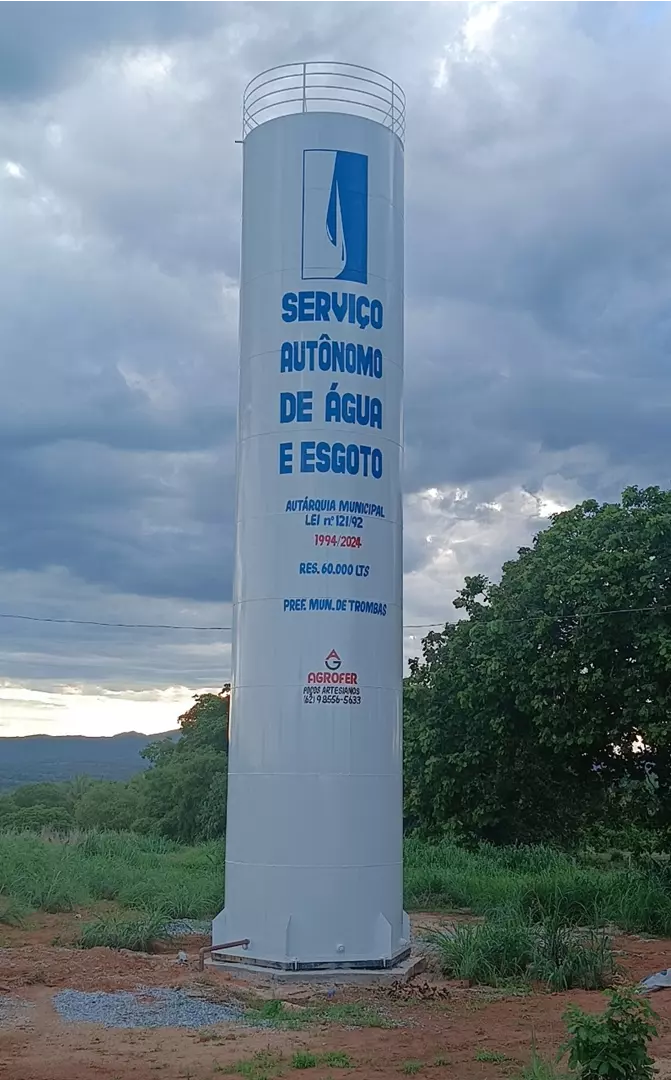 SERVIÇO
AUTÔNOMO
DE ÁGUA
E ESGOTO
AUTÁRQUIA MUNICIPAL
LEI nº 121/92
1994/2024
RES. 60.000 LTS
PREF. MUN. DE TROMBAS
AGROFER
POÇOS ARTESIANOS
(62) 9 8556-5633